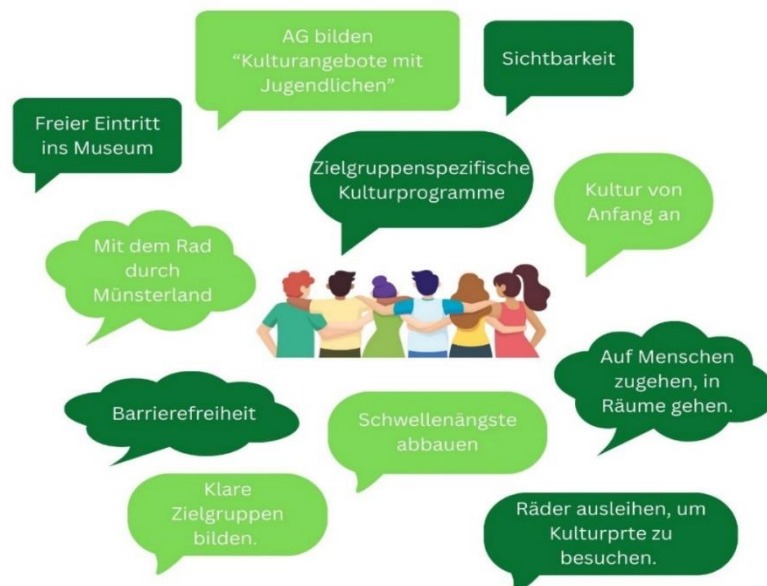 AG bilden
“Kulturangebote mit
Jugendlichen”
Sichtbarkeit
Freier Eintritt
ins Museum
Zielgruppenspezifische
Kulturprogramme
Kultur von
Anfang an
Mit dem Rad
durch
Münsterland
Auf Menschen
zugehen, in
Räume gehen.
Barrierefreiheit
Schwellenängste
abbauen
Klare
Zielgruppen
bilden.
Räder ausleihen, um
Kulturprte zu
besuchen.